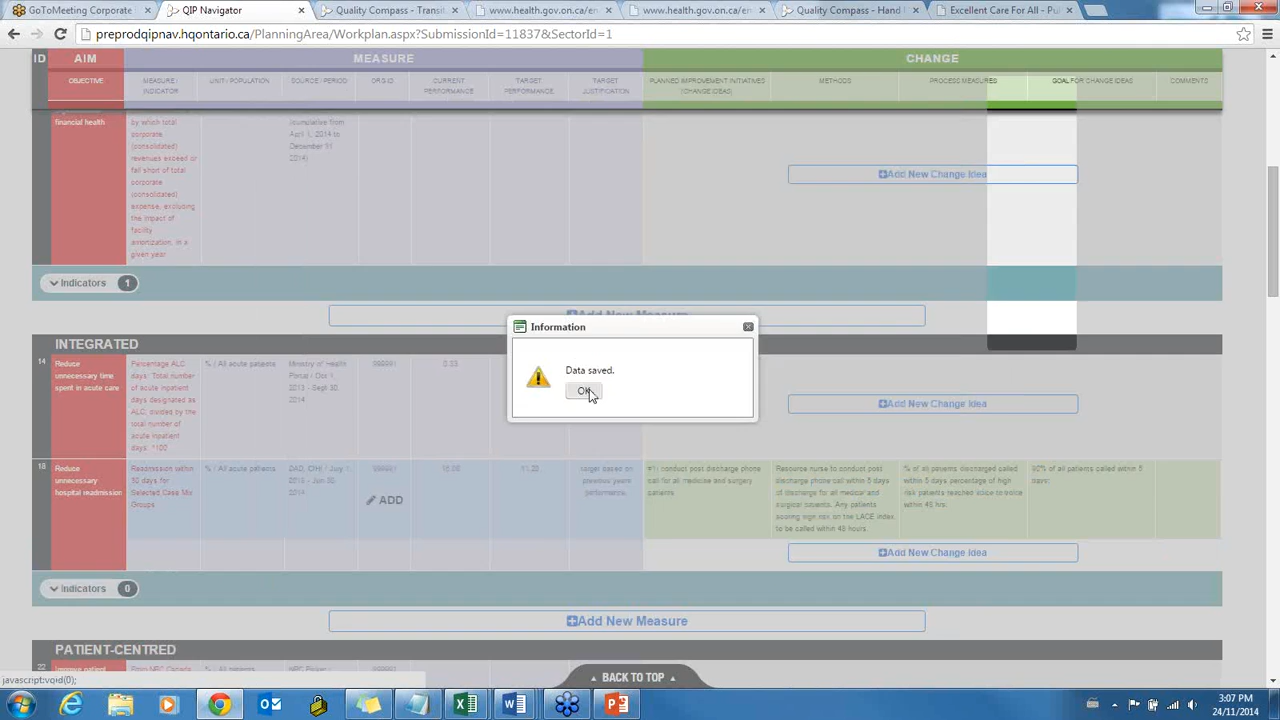 GoToMeeting Corporate
QIP Navigator
Quality Compass - Transit
www.health.gov.on.ca/en
www.health.gov.on.ca/en
Quality Compass - Hand
Excellent Care For All - Pu
preprodqipnav.hqontario.ca/PlanningArea/Workplan.aspx?SubmissionId=11837&SectorId=1
ID AIM MEASURE CHANGE
OBJECTIVE
MEASURE /
INDICATOR
UNIT / POPULATION
SOURCE / PERIOD
ORG ID
CURRENT
PERFORMANCE
TARGET
PERFORMANCE
TARGET
JUSTIFICATION
PLANNED IMPROVEMENT INITIATIVES
(CHANGE IDEAS)
METHODS
PROCESS MEASURES
GOAL FOR CHANGE IDEAS
COMMENTS
financial health
by which total
corporate
(consolidated)
revenues exceed or
fall short of total
corporate
(consolidated)
expense, excluding
the impact of
facility
amortization, in a
given year
(cumulative from
April 1, 2014 to
December 31
2014)
Add New Change Idea
Indicators 1
Add New Measure
Information
Data saved.
OK
INTEGRATED
14
Reduce
unnecessary time
spent in acute care
Percentage ALC
days: Total number
of acute inpatient
days designated as
ALC, divided by the
total number of
acute inpatient
days. *100
% / All acute patients
Ministry of Health
Portal / Oct 1,
2013 - Sept 30,
2014
Add New Change Idea
18
Reduce
unnecessary
hospital readmission
Readmission within
30 days for
Selected Case Mix
Groups
% / All acute patients
DAD, CIHI / July 1,
ADD
target based on
previous years
performance.
#1- conduct post discharge phone
call for all medicine and surgery
patients
Resource nurse to conduct post
discharge phone call within 5 days
of discharge for all medical and
surgical patients. Any patients
scoring high risk on the LACE index
to be called within 48 hours.
% of all patients discharged called
within 5 days percentage of high
48 hrs
90% of all patients called within 5
days;
Add New Change Idea
Indicators 0
Add New Measure
PATIENT-CENTRED
22
Improve patient
From NRC Canada
% / All patients
BACK TO TOP
javascript:void(0);
3:07 PM
24/11/2014